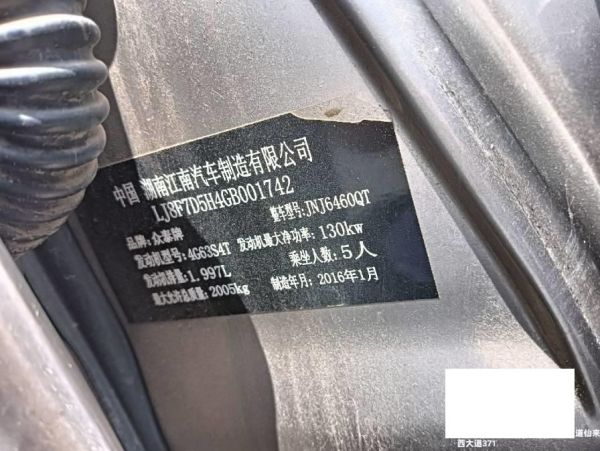 中国 湖南江南汽车制造有限公司
LJ8F7D5H4GB001742
品牌：众泰牌 整车型号：JNJ6460QT
发动机型号：4G63S4T 发动机最大净功率：130kw
发动机排量：1.997L 乘坐人数：5人
最大允许总质量：2005kg 制造年月：2016年1月
道仙来
西大道371